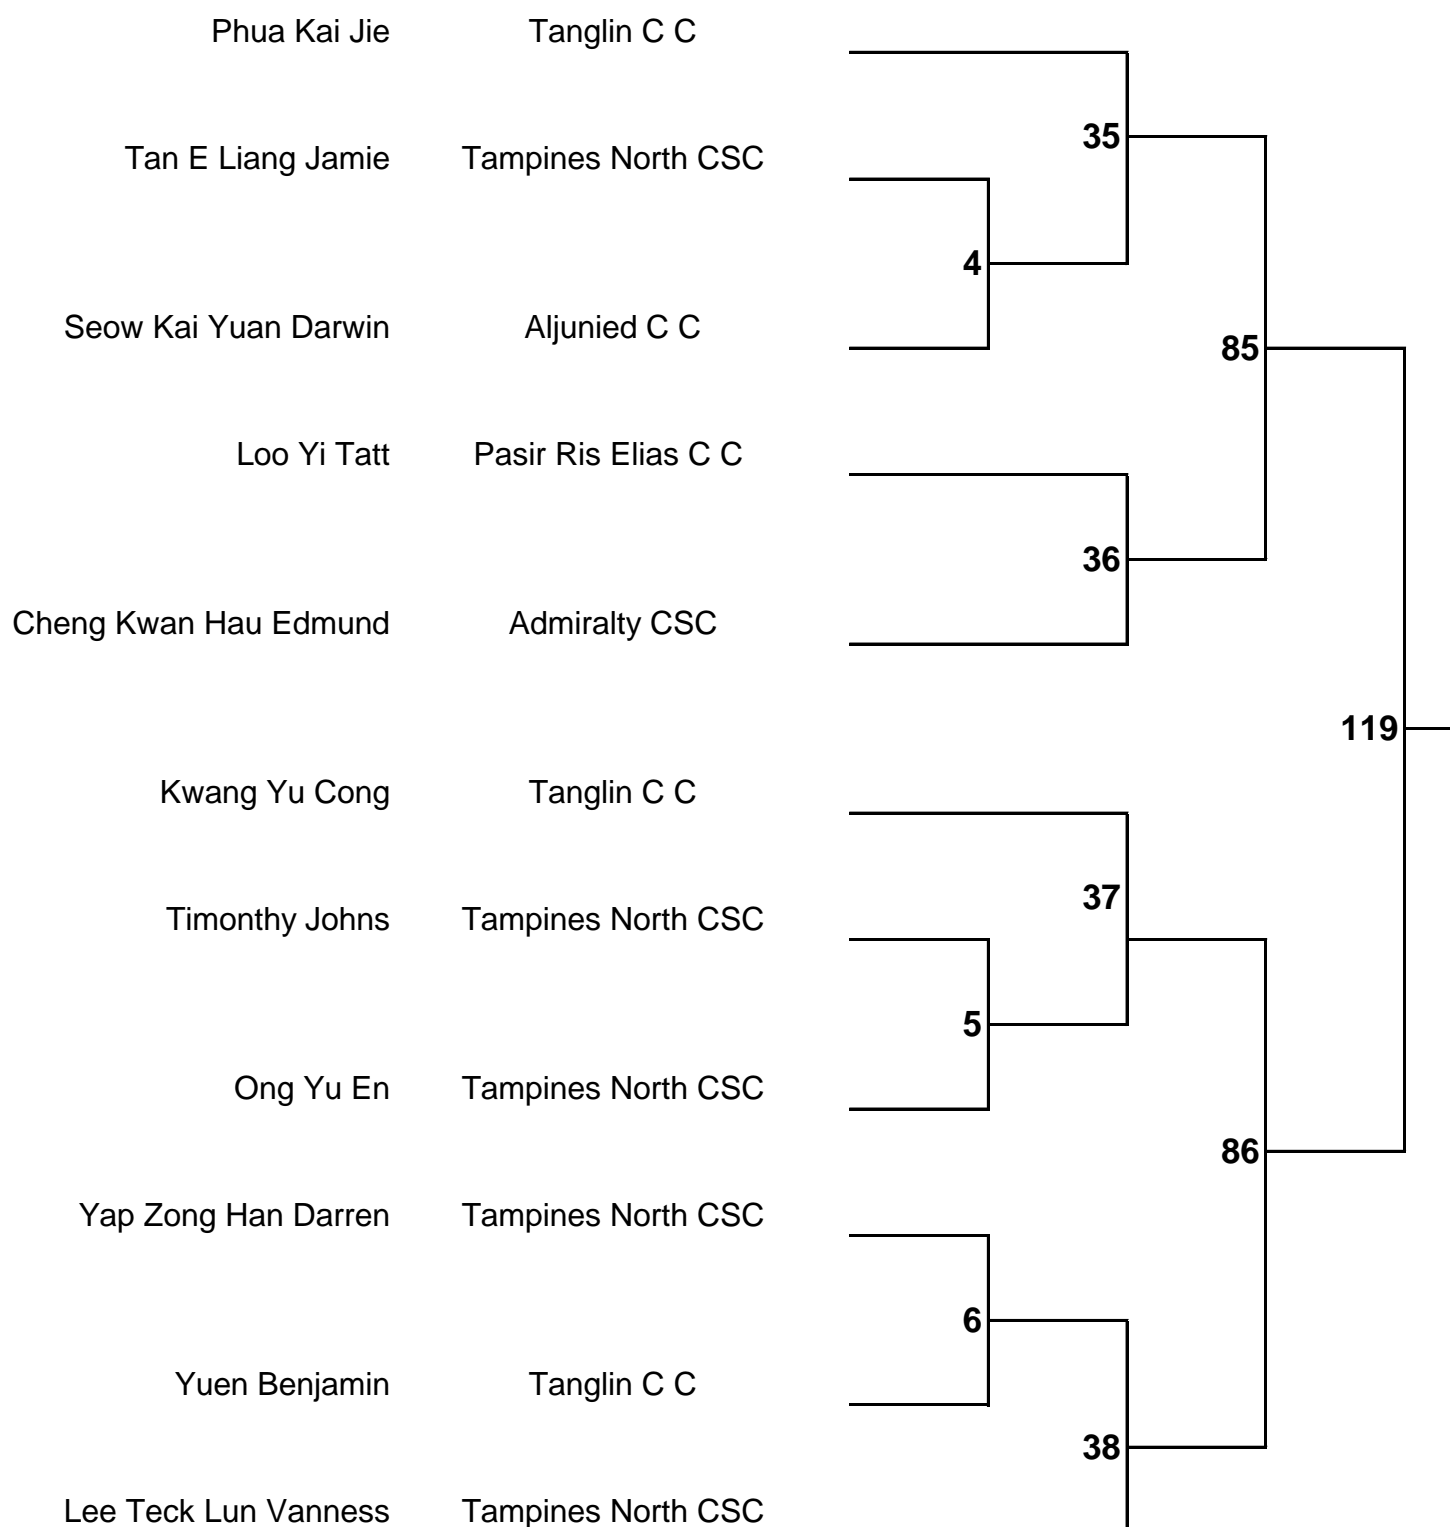 Phua Kai Jie Tanglin C C
35
Tan E Liang Jamie Tampines North CSC
4
Seow Kai Yuan Darwin Aljunied C C
85
Loo Yi Tatt Pasir Ris Elias C C
36
Cheng Kwan Hau Edmund Admiralty CSC
119
Kwang Yu Cong Tanglin C C
37
Timonthy Johns Tampines North CSC
5
Ong Yu En Tampines North CSC
86
Yap Zong Han Darren Tampines North CSC
6
Yuen Benjamin Tanglin C C
38
Lee Teck Lun Vanness Tampines North CSC